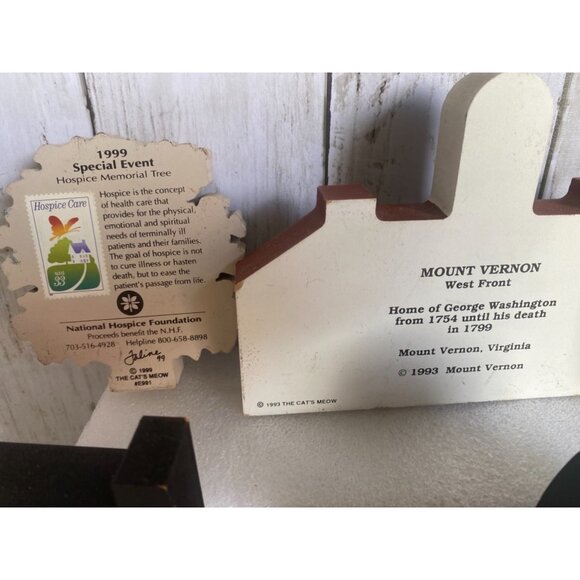 1999
Special Event
Hospice Memorial Tree
Hospice Care
USA
33
Hospice is the concept
of health care that
provides for the physical,
emotional and spiritual
needs of terminally ill
patients and their families.
The goal of hospice is not
to cure illness or hasten
death, but to ease the
patient's passage from life.
National Hospice Foundation
Proceeds benefit the N.H.F.
703-516-4928 Helpline 800-658-8898
Faline '99
© 1999
THE CAT'S MEOW
#E991
MOUNT VERNON
West Front
Home of George Washington
from 1754 until his death
in 1799
Mount Vernon, Virginia
© 1993 Mount Vernon
© 1993 THE CAT'S MEOW